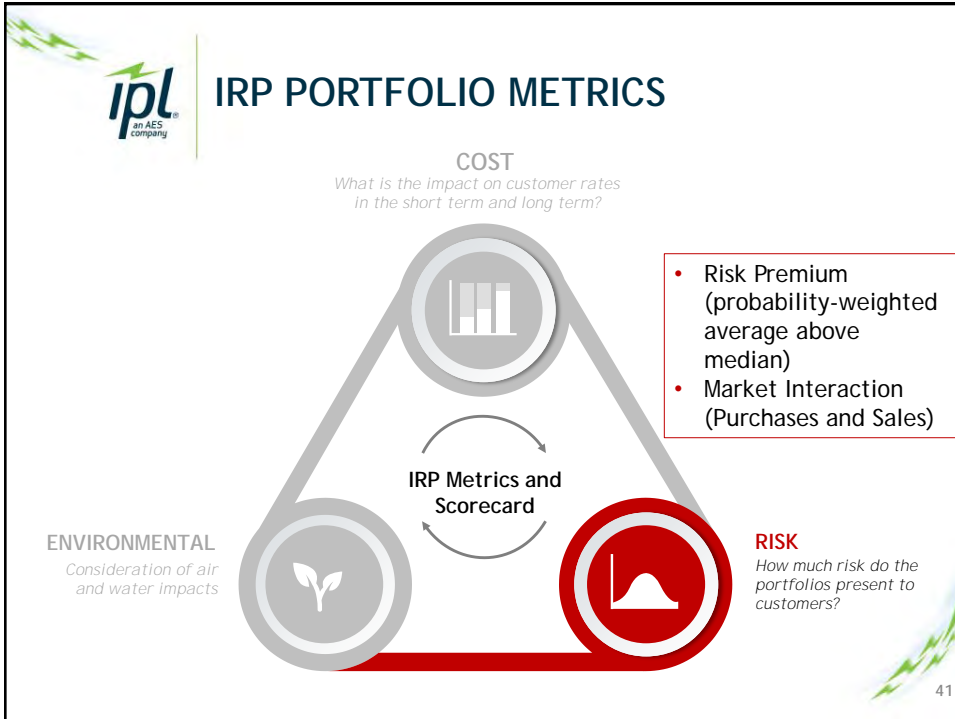 ipl®
an AES
company
IRP PORTFOLIO METRICS
COST
What is the impact on customer rates
in the short term and long term?
• Risk Premium
(probability-weighted
average above
median)
• Market Interaction
(Purchases and Sales)
IRP Metrics and
Scorecard
ENVIRONMENTAL
Consideration of air
and water impacts
RISK
How much risk do the
portfolios present to
customers?
41